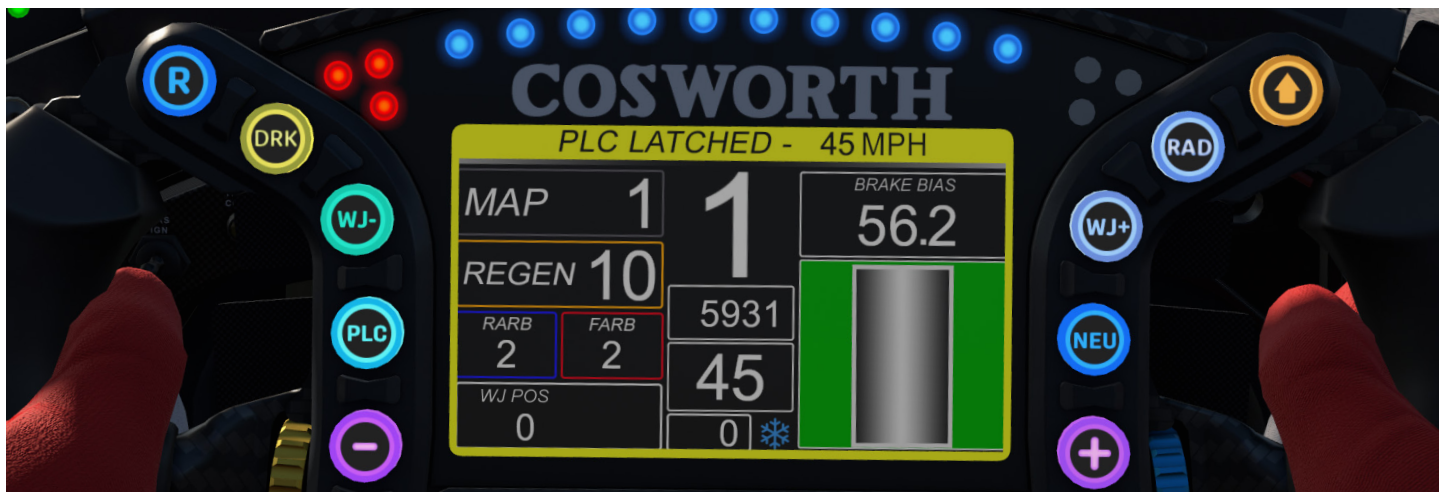 R
DRK
WJ-
PLC
-
COSWORTH
PLC LATCHED - 45 MPH
MAP 1
REGEN 10
RARB
2
FARB
2
WJ POS
0
1
5931
45
0
BRAKE BIAS
56.2
RAD
WJ+
NEU
+